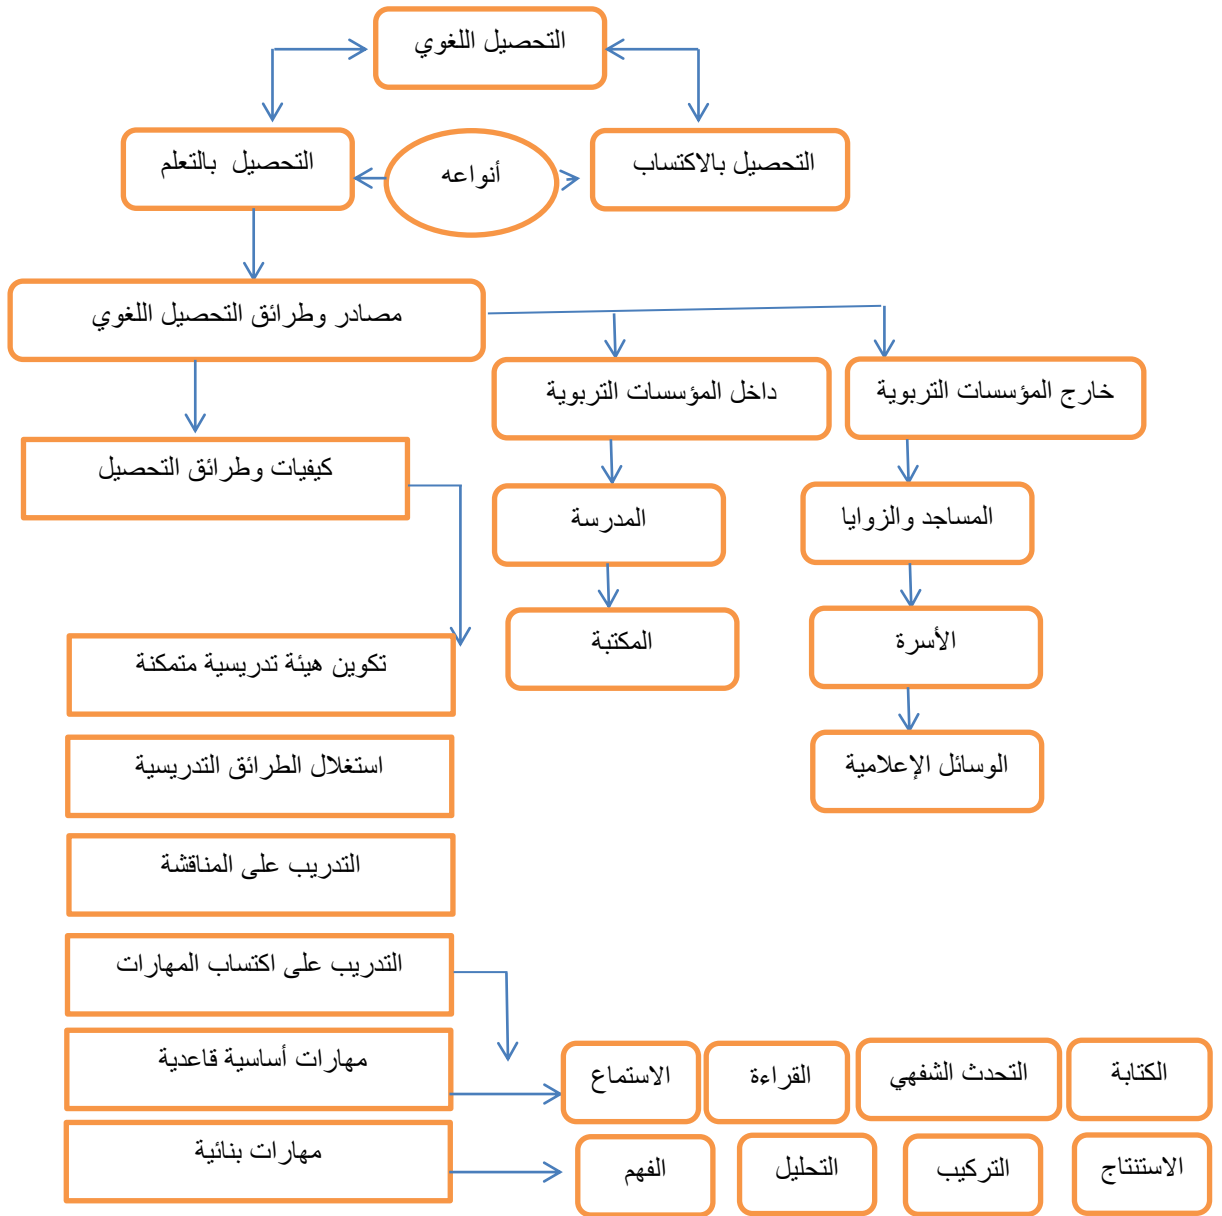 التحصيل اللغوي
التحصيل بالاكتساب
أنواعه
التحصيل بالتعلم
مصادر وطرائق التحصيل اللغوي
خارج المؤسسات التربوية
داخل المؤسسات التربوية
كيفيات وطرائق التحصيل
المساجد والزوايا
المدرسة
الأسرة
المكتبة
تكوين هيئة تدريسية متمكنة
الوسائل الإعلامية
استغلال الطرائق التدريسية
التدريب على المناقشة
التدريب على اكتساب المهارات
مهارات أساسية قاعدية
الاستماع
القراءة
التحدث الشفهي
الكتابة
مهارات بنائية
الفهم
التحليل
التركيب
الاستنتاج